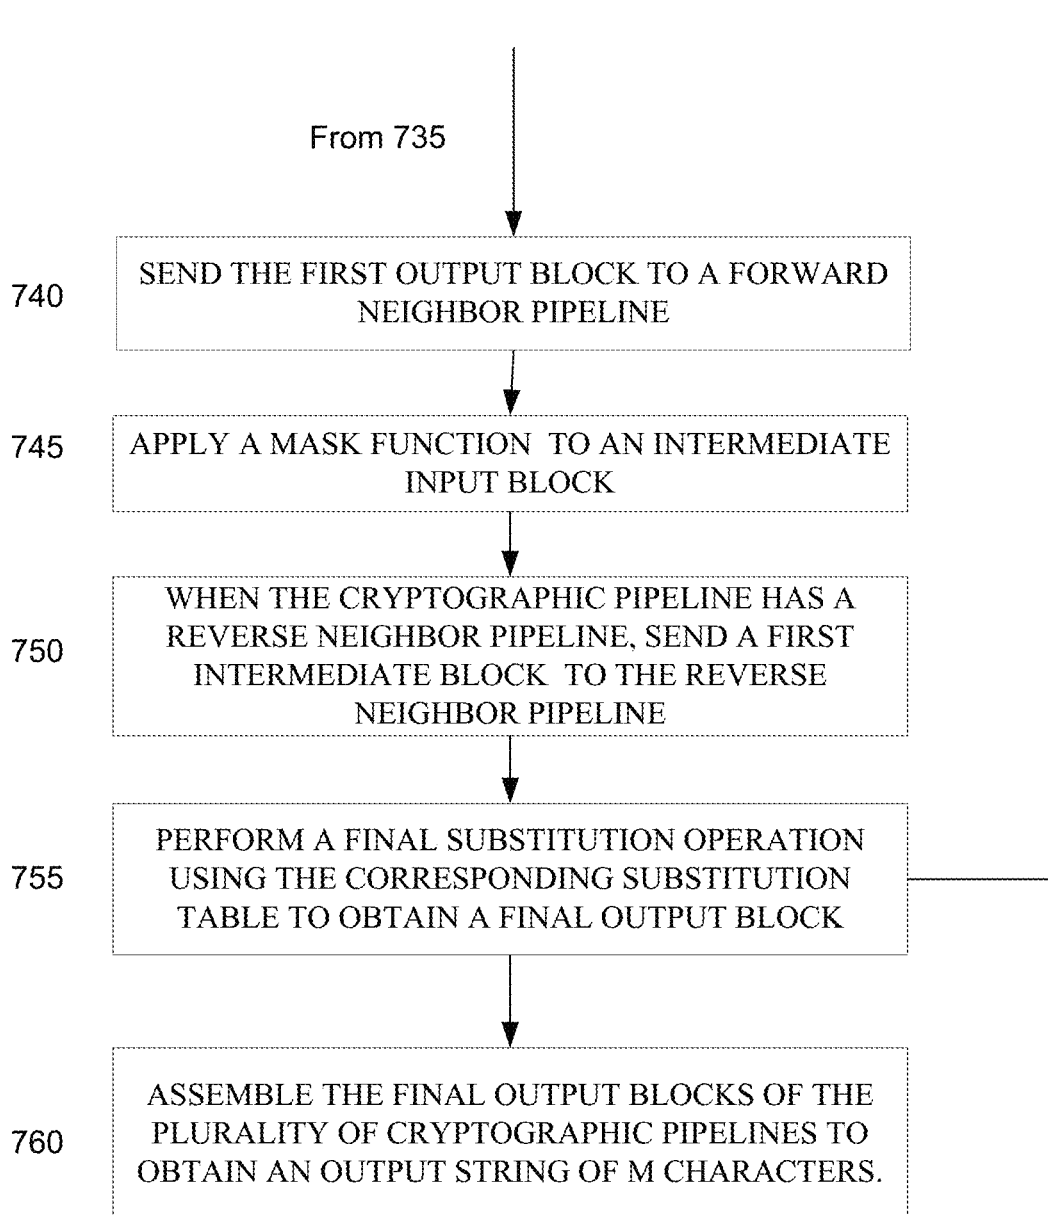 From 735
740
SEND THE FIRST OUTPUT BLOCK TO A FORWARD
NEIGHBOR PIPELINE
745
APPLY A MASK FUNCTION TO AN INTERMEDIATE
INPUT BLOCK
750
WHEN THE CRYPTOGRAPHIC PIPELINE HAS A
REVERSE NEIGHBOR PIPELINE, SEND A FIRST
INTERMEDIATE BLOCK TO THE REVERSE
NEIGHBOR PIPELINE
755
PERFORM A FINAL SUBSTITUTION OPERATION
USING THE CORRESPONDING SUBSTITUTION
TABLE TO OBTAIN A FINAL OUTPUT BLOCK
760
ASSEMBLE THE FINAL OUTPUT BLOCKS OF THE
PLURALITY OF CRYPTOGRAPHIC PIPELINES TO
OBTAIN AN OUTPUT STRING OF M CHARACTERS.